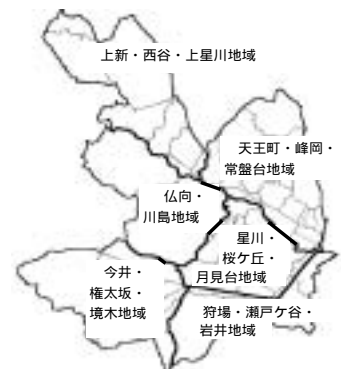 上新・西谷・上星川地域
天王町・峰岡・
常盤台地域
仏向・
川島地域
星川・
桜ケ丘・
月見台地域
今井・
権太坂・
境木地域
狩場・瀬戸ケ谷・
岩井地域